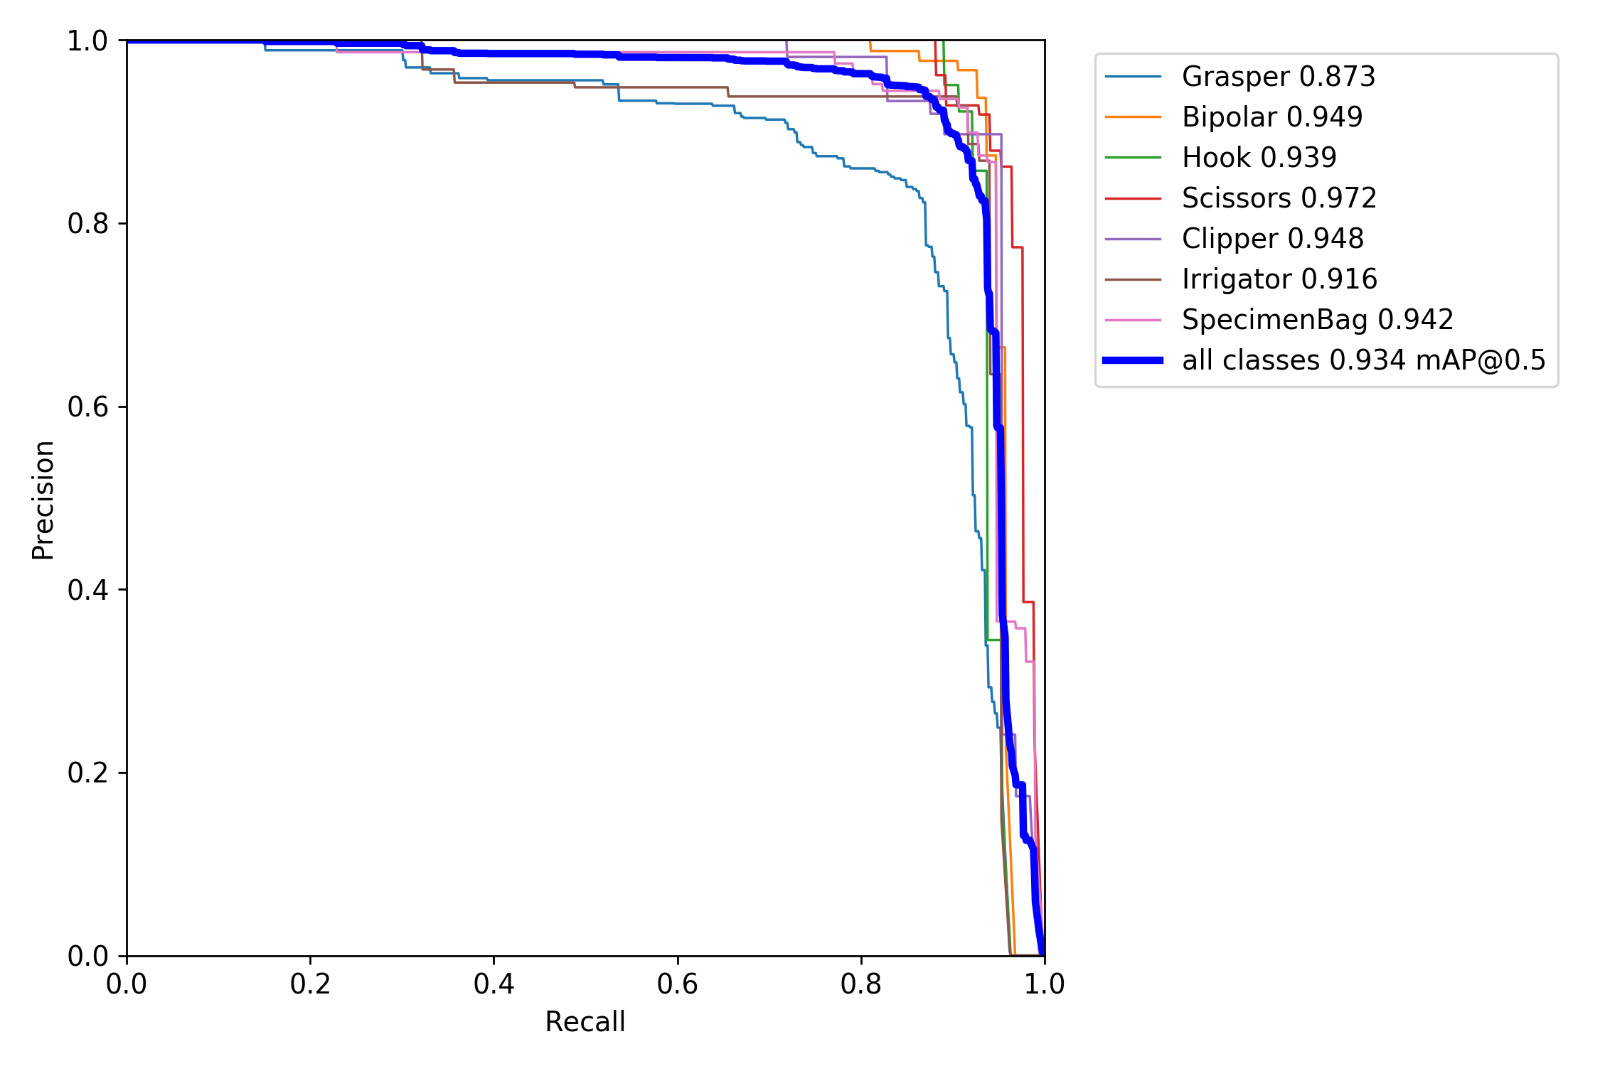 1.0
0.8
0.6
0.4
0.2
0.0
Precision
0.0 0.2 0.4 0.6 0.8 1.0
Recall
Grasper 0.873
Bipolar 0.949
Hook 0.939
Scissors 0.972
Clipper 0.948
Irrigator 0.916
SpecimenBag 0.942
all classes 0.934 mAP@0.5